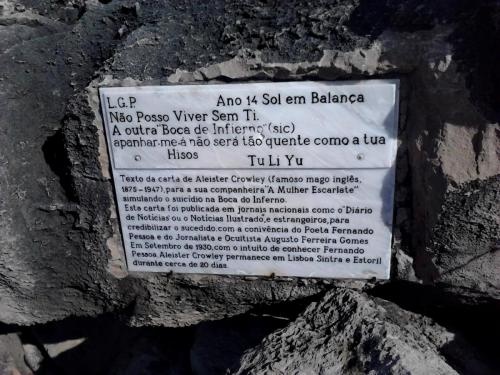 L.G.P. Ano 14 Sol em Balança
Não Posso Viver Sem Ti.
A outra"Boca de Infierno"(sic)
apanhar-me-á não será tão quente como a tua
Hisos Tu Li Yu
Texto da carta de Aleister Crowley (famoso mago inglês,
1875-1947), para a sua companheira"A Mulher Escarlate"
simulando o suicídio na Boca do Inferno.
Esta carta foi publicada em jornais nacionais como o"Diário
de Notícias ou o Notícias Ilustrado, e estrangeiros, para
credibilizar o sucedido, com a convivência do Poeta Fernando
Pessoa e do Jornalista e Ocultista Augusto Ferreira Gomes
Em Setembro de 1930, com o intuito de conhecer Fernando
Pessoa, Aleister Crowley permanece em Lisboa Sintra e Estoril
durante cerca de 20 dias.